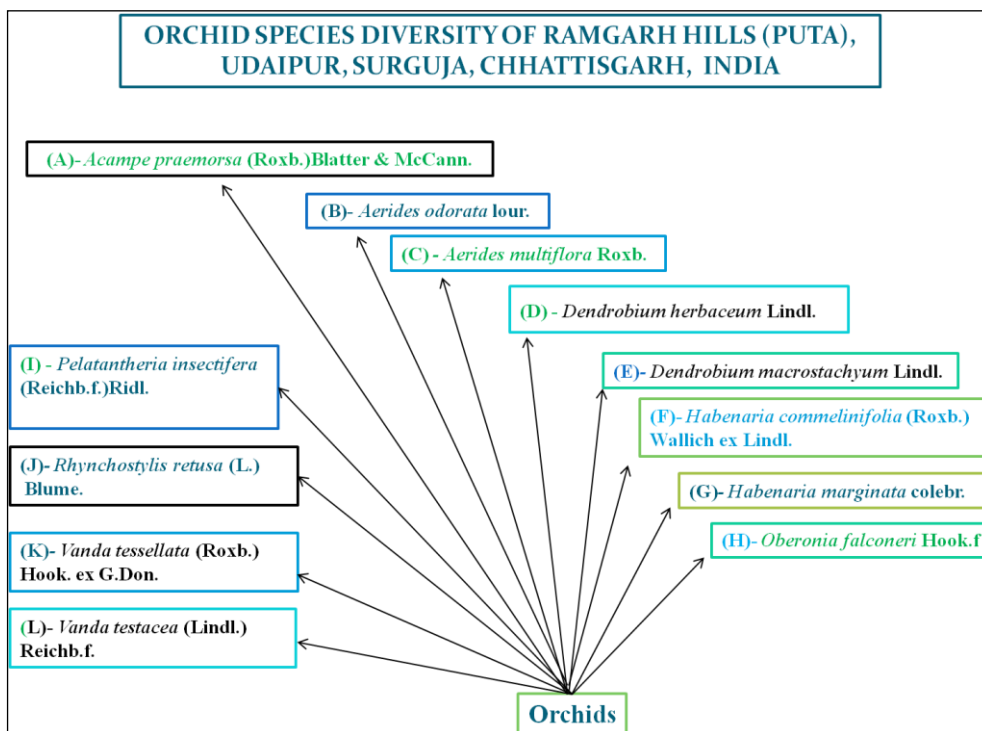 ORCHID SPECIES DIVERSITY OF RAMGARH HILLS (PUTA),
UDAIPUR, SURGUJA, CHHATTISGARH, INDIA
(A)- Acampe praemorsa (Roxb.)Blatter & McCann.
(B)- Aerides odorata lour.
(C) - Aerides multiflora Roxb.
(D) - Dendrobium herbaceum Lindl.
(E)- Dendrobium macrostachyum Lindl.
(F)- Habenaria commelinifolia (Roxb.)
Wallich ex Lindl.
(G)- Habenaria marginata colebr.
(H)- Oberonia falconeri Hook.f
(I) - Pelatantheria insectifera
(Reichb.f.)Ridl.
(J)- Rhynchostylis retusa (L.)
Blume.
(K)- Vanda tessellata (Roxb.)
Hook. ex G.Don.
(L)- Vanda testacea (Lindl.)
Reichb.f.
Orchids